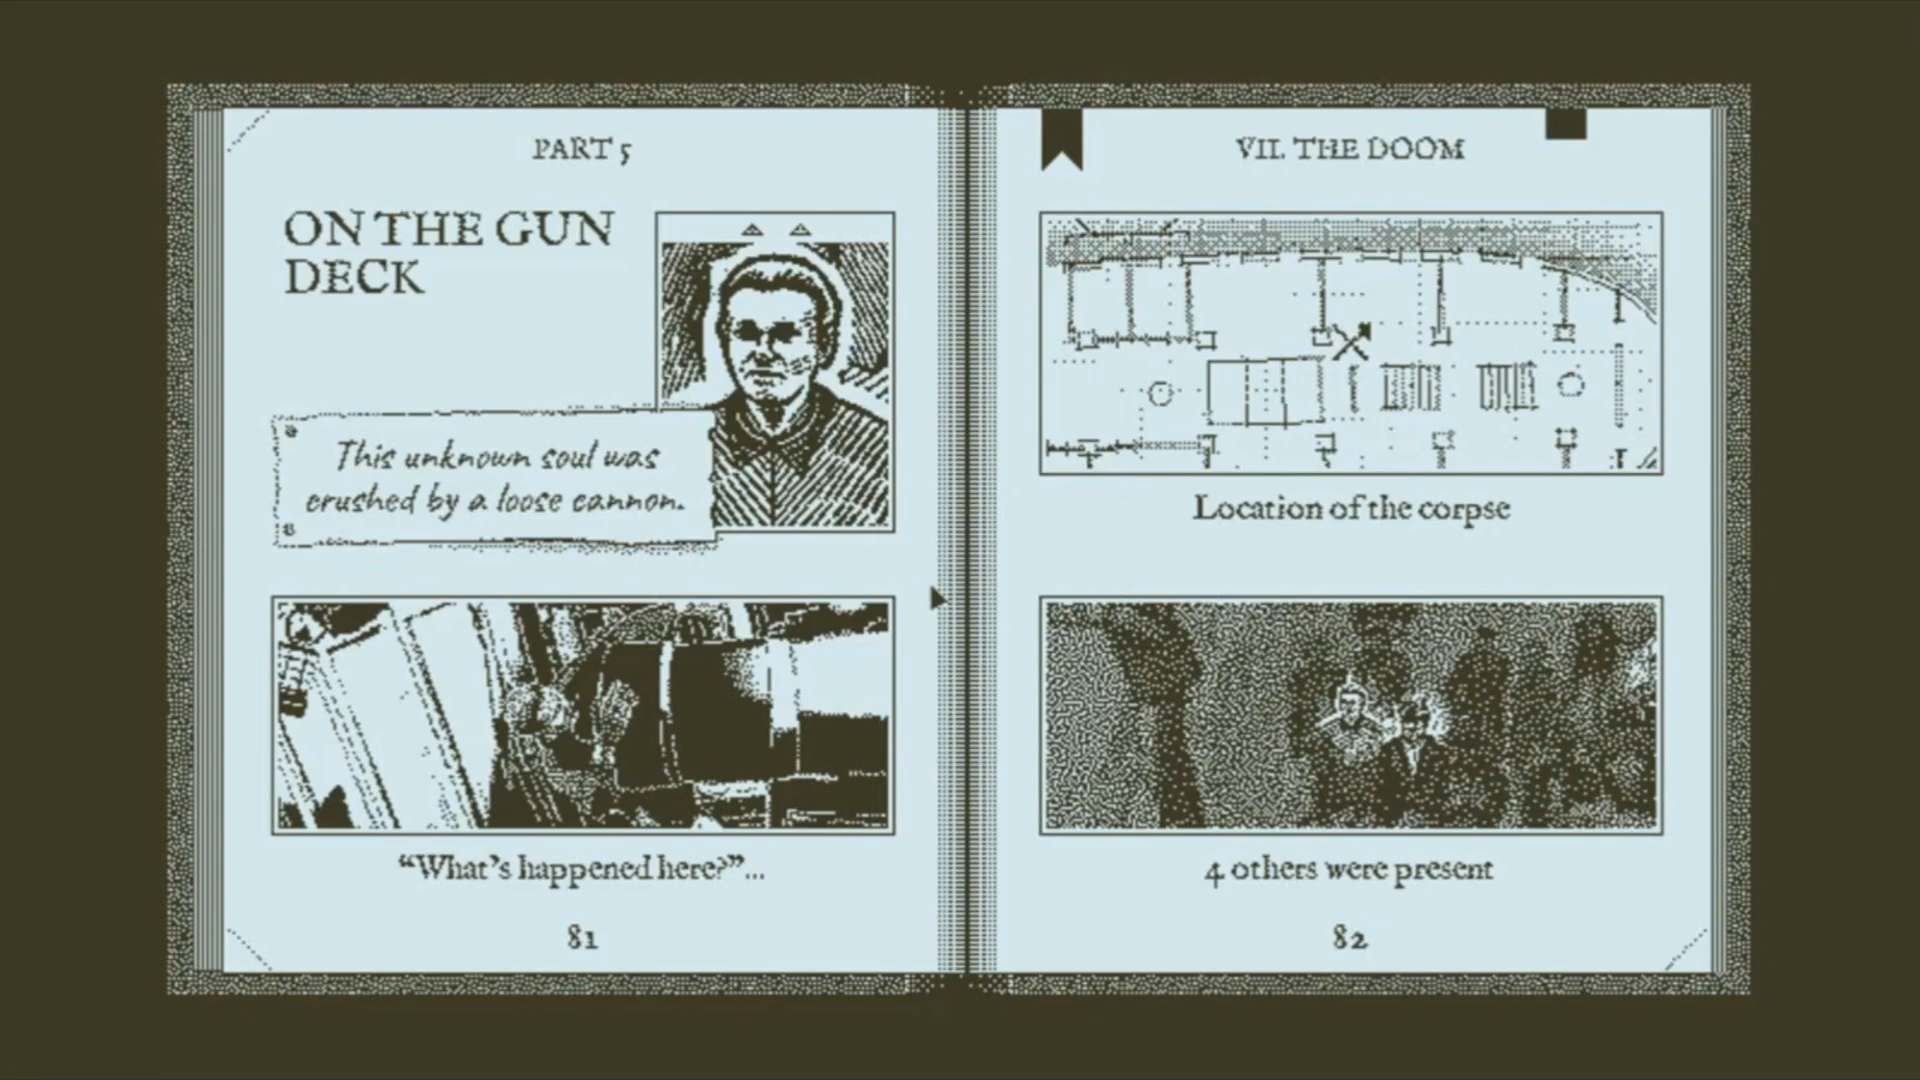 PART 5
ON THE GUN
DECK
This unknown soul was
crushed by a loose cannon.
“What’s happened here?”...
81
VII. THE DOOM
Location of the corpse
4 others were present
82